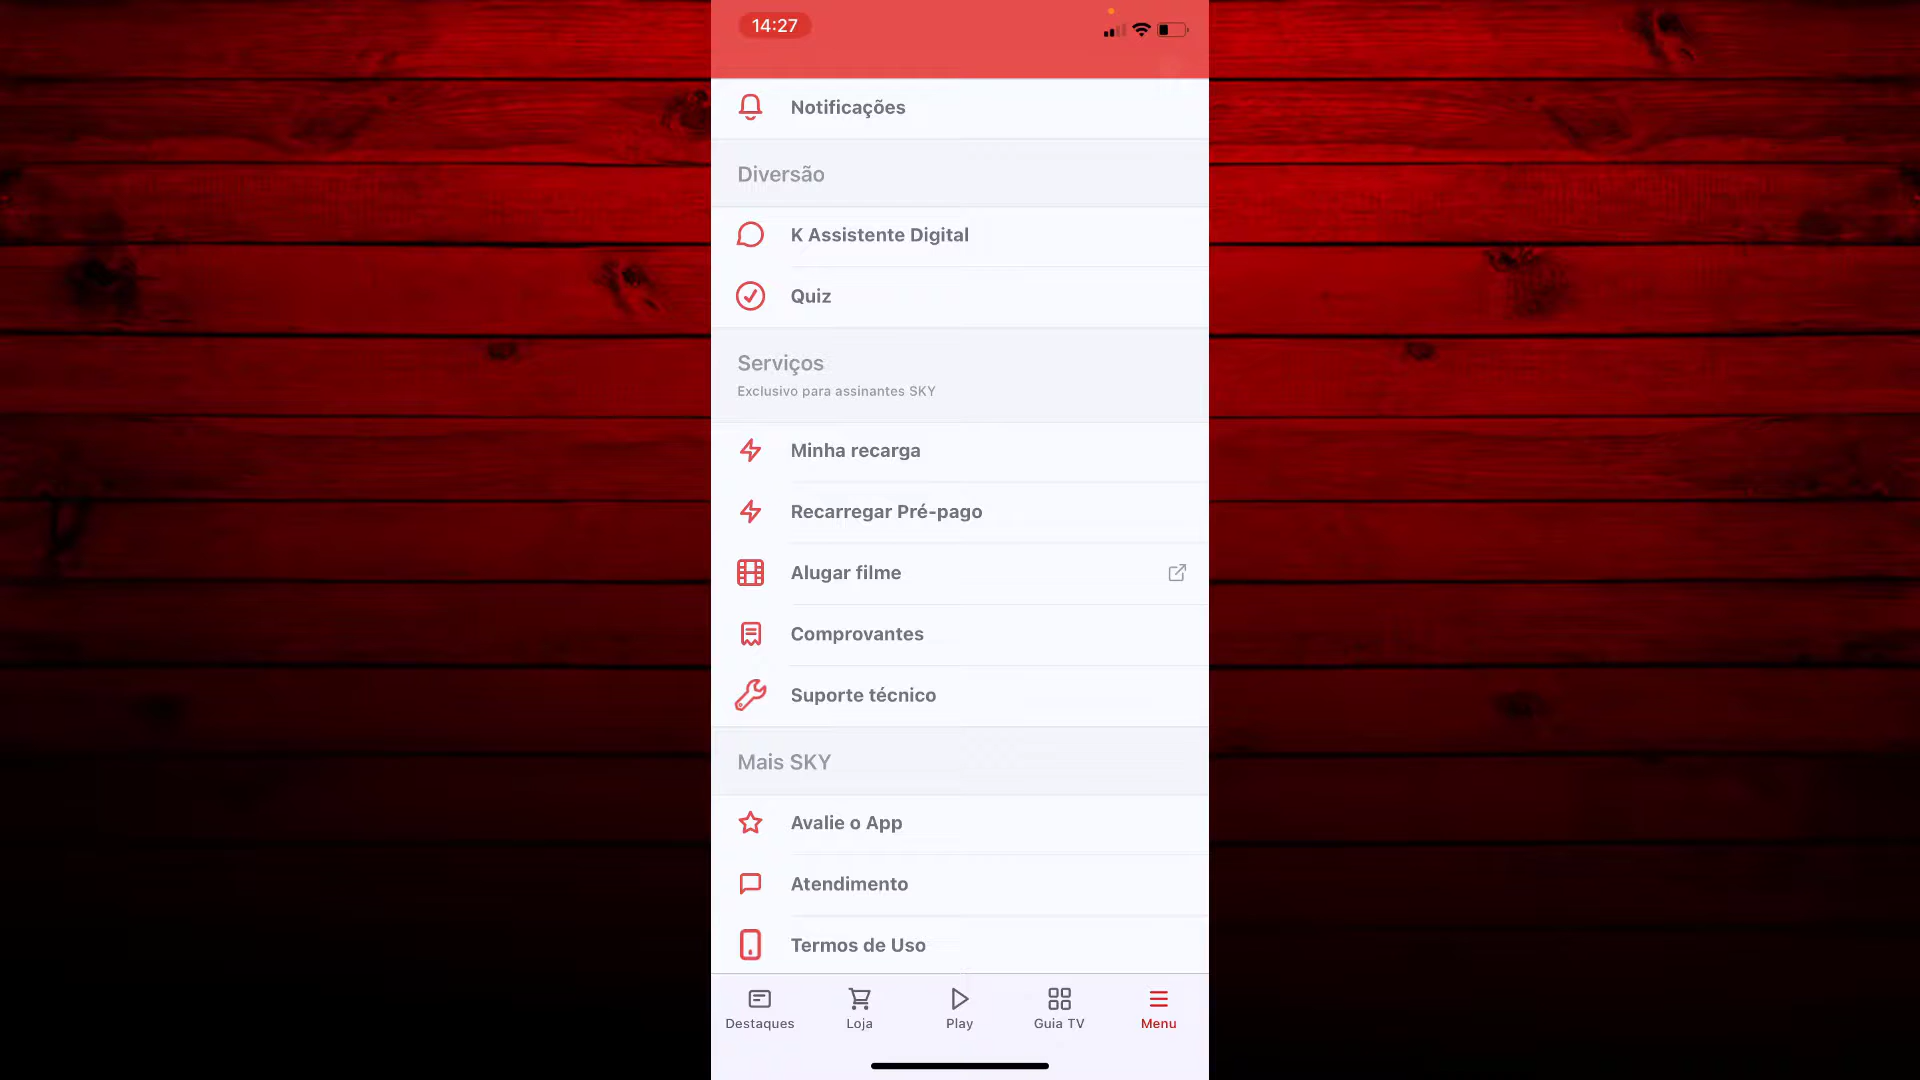 14:27
Notificações
Diversão
K Assistente Digital
Quiz
Serviços
Exclusivo para assinantes SKY
Minha recarga
Recarregar Pré-pago
Alugar filme
Comprovantes
Suporte técnico
Mais SKY
Avalie o App
Atendimento
Termos de Uso
Destaques
Loja
Play
Guia TV
Menu